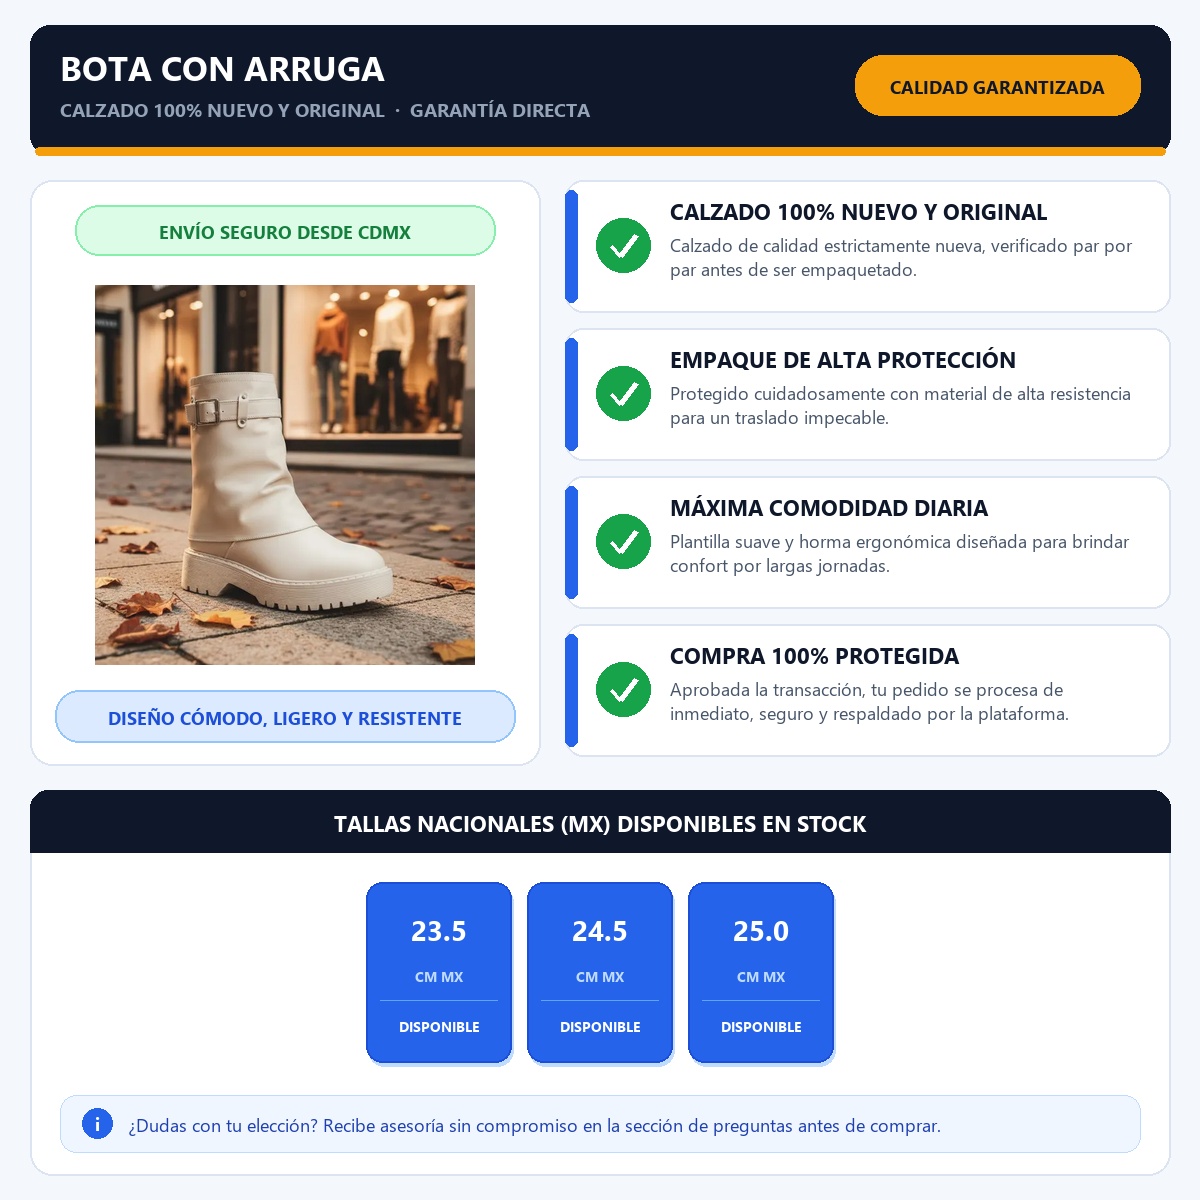 BOTA CON ARRUGA
CALZADO 100% NUEVO Y ORIGINAL · GARANTÍA DIRECTA
CALIDAD GARANTIZADA
ENVÍO SEGURO DESDE CDMX
DISEÑO CÓMODO, LIGERO Y RESISTENTE
CALZADO 100% NUEVO Y ORIGINAL
Calzado de calidad estrictamente nueva, verificado par por
par antes de ser empaquetado.
EMPAQUE DE ALTA PROTECCIÓN
Protegido cuidadosamente con material de alta resistencia
para un traslado impecable.
MÁXIMA COMODIDAD DIARIA
Plantilla suave y horma ergonómica diseñada para brindar
confort por largas jornadas.
COMPRA 100% PROTEGIDA
Aprobada la transacción, tu pedido se procesa de
inmediato, seguro y respaldado por la plataforma.
TALLAS NACIONALES (MX) DISPONIBLES EN STOCK
23.5
CM MX
DISPONIBLE
24.5
CM MX
DISPONIBLE
25.0
CM MX
DISPONIBLE
¿Dudas con tu elección? Recibe asesoría sin compromiso en la sección de preguntas antes de comprar.